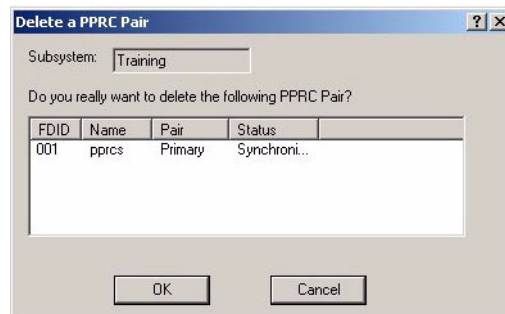 Delete a PPRC Pair
Subsystem: Training
Do you really want to delete the following PPRC Pair?
FDID Name Pair Status
001 pprcs Primary Synchroni...
OK Cancel